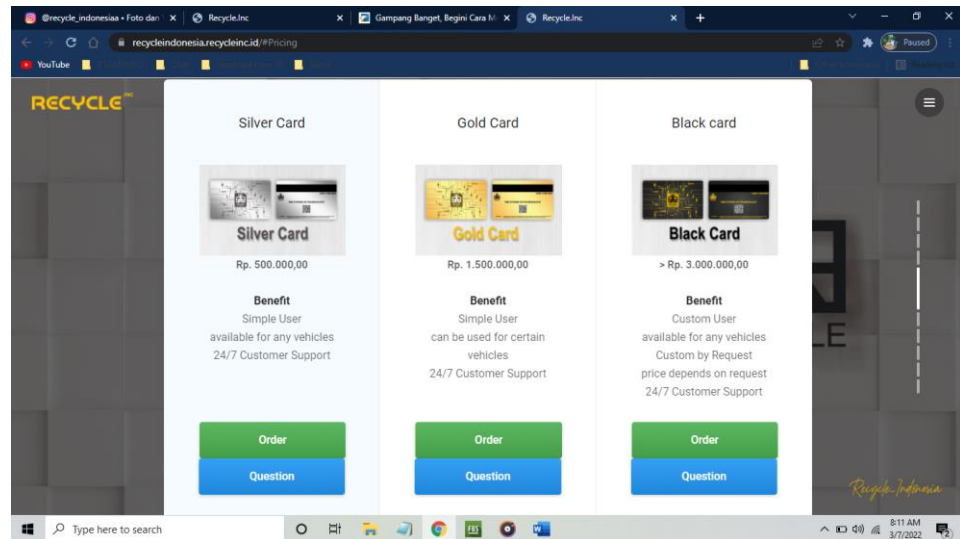 @recycle_indonesiaa • Foto dan
Recycle.Inc
Gampang Banget, Begini Cara M
Recycle.Inc
recycleindonesia.recycleinc.id/#Pricing
Paused
YouTube
RECYCLE
Silver Card
Gold Card
Black card
Silver Card
Gold Card
Black Card
Rp. 500.000,00
Rp. 1.500.000,00
> Rp. 3.000.000,00
Benefit
Simple User
available for any vehicles
24/7 Customer Support
Benefit
Simple User
can be used for certain
vehicles
24/7 Customer Support
Benefit
Custom User
available for any vehicles
Custom by Request
price depends on request
24/7 Customer Support
Order
Order
Order
Question
Question
Question
Recycle Indonesia
Type here to search
FBS
8:11 AM
3/7/2022
2